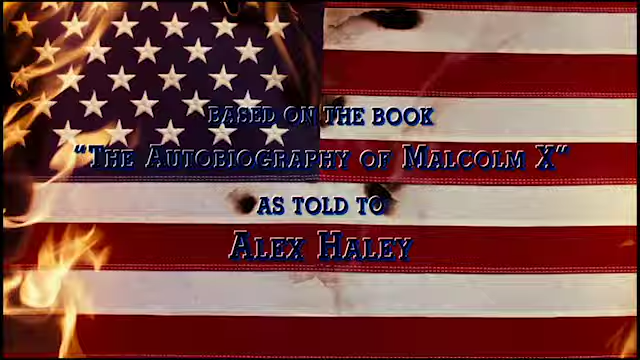 BASED ON THE BOOK
"THE AUTOBIOGRAPHY OF MALCOLM X"
AS TOLD TO
ALEX HALEY